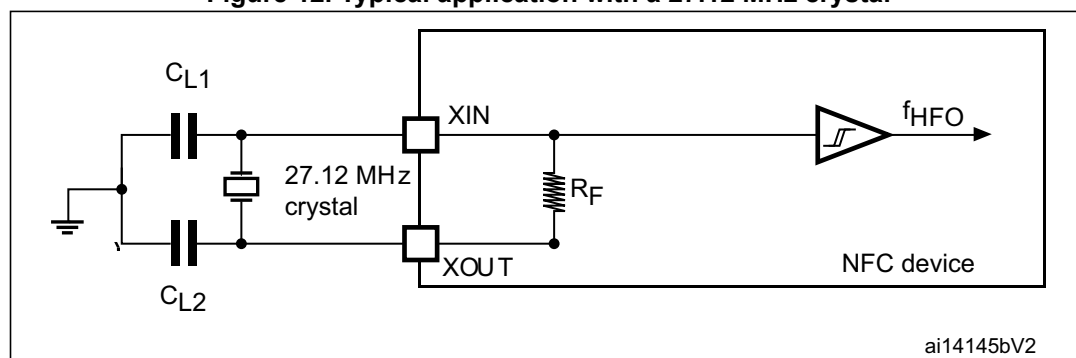 Figure 12. Typical application with a 27.12 MHz crystal
CL1
XIN
fHFO
27.12 MHz
crystal
RF
XOUT
NFC device
CL2
ai14145bV2